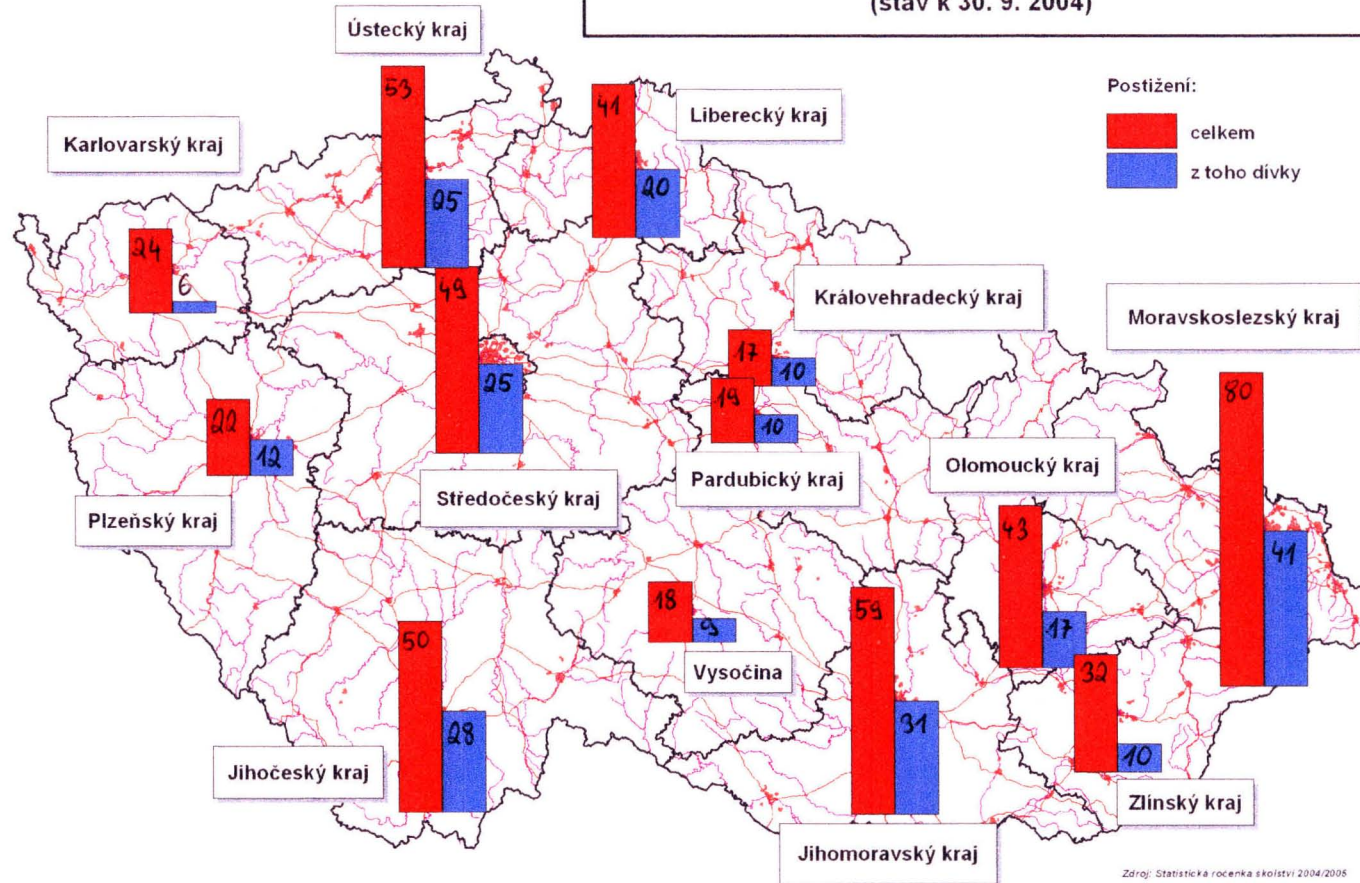 (stav k 30. 9. 2004)
Ústecký kraj
Postižení:
celkem
z toho dívky
53
25
41
20
Liberecký kraj
Karlovarský kraj
24
6
49
25
Královehradecký kraj
Moravskoslezský kraj
17
10
19
10
80
41
22
12
Středočeský kraj
Pardubický kraj
Olomoucký kraj
Plzeňský kraj
43
17
18
9
59
31
50
28
Vysočina
32
10
Jihočeský kraj
Zlínský kraj
Jihomoravský kraj
Zdroj: Statistická rocenka skolstvi 2004/2005